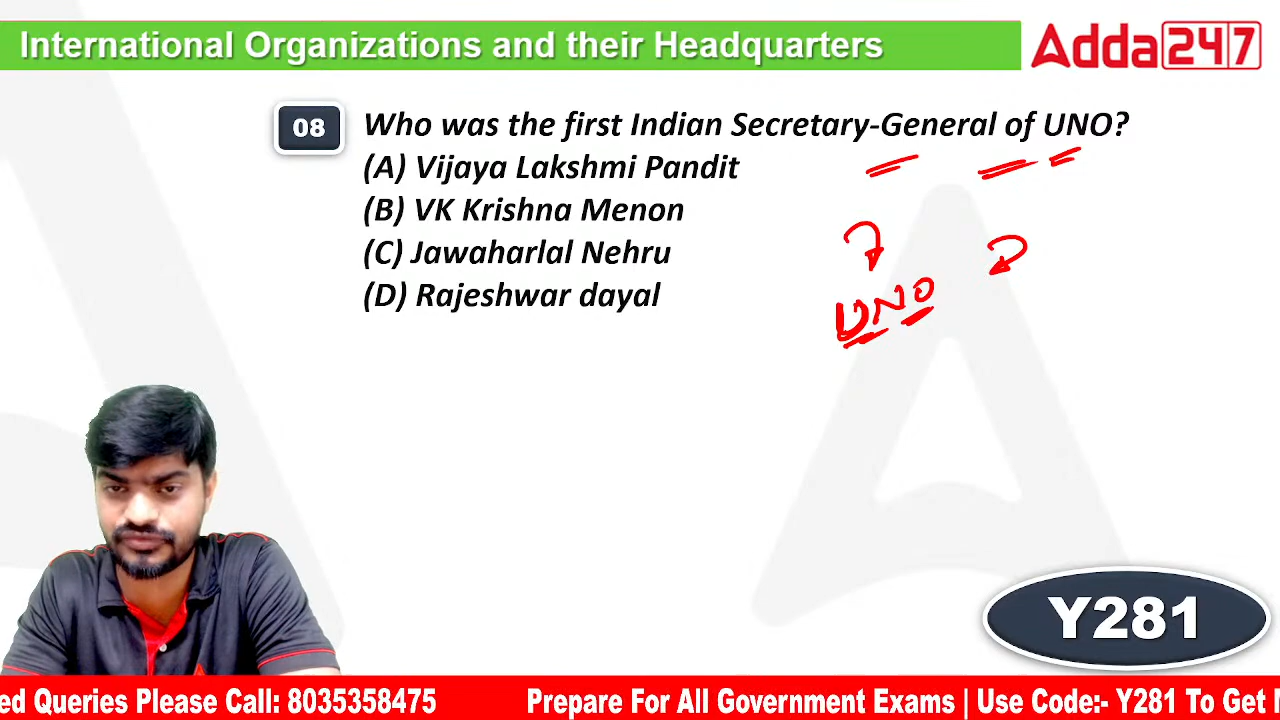 International Organizations and their Headquarters
Adda247
08
Who was the first Indian Secretary-General of UNO?
(A) Vijaya Lakshmi Pandit
(B) VK Krishna Menon
(C) Jawaharlal Nehru
(D) Rajeshwar dayal
UNO
Y281
ed Queries Please Call: 8035358475 Prepare For All Government Exams | Use Code:- Y281 To Get